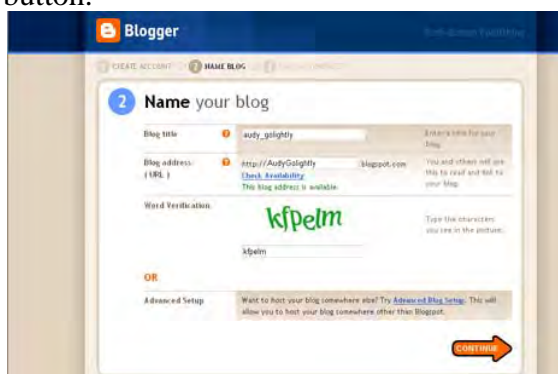 button.
Blogger
CREATE ACCOUNT 2 NAME BLOG
2 Name your blog
Blog title audy_golightly Enter a title for your
blog.
Blog address http://AudyGolightly .blogspot.com You and others will use
( URL ) Check Availability this to read and link to
This blog address is available. your blog.
Word Verification kfpelm Type the characters
you see in the picture.
kfpelm
OR
Advanced Setup Want to host your blog somewhere else? Try Advanced Blog Setup. This will
allow you to host your blog somewhere other than Blogspot.
CONTINUE